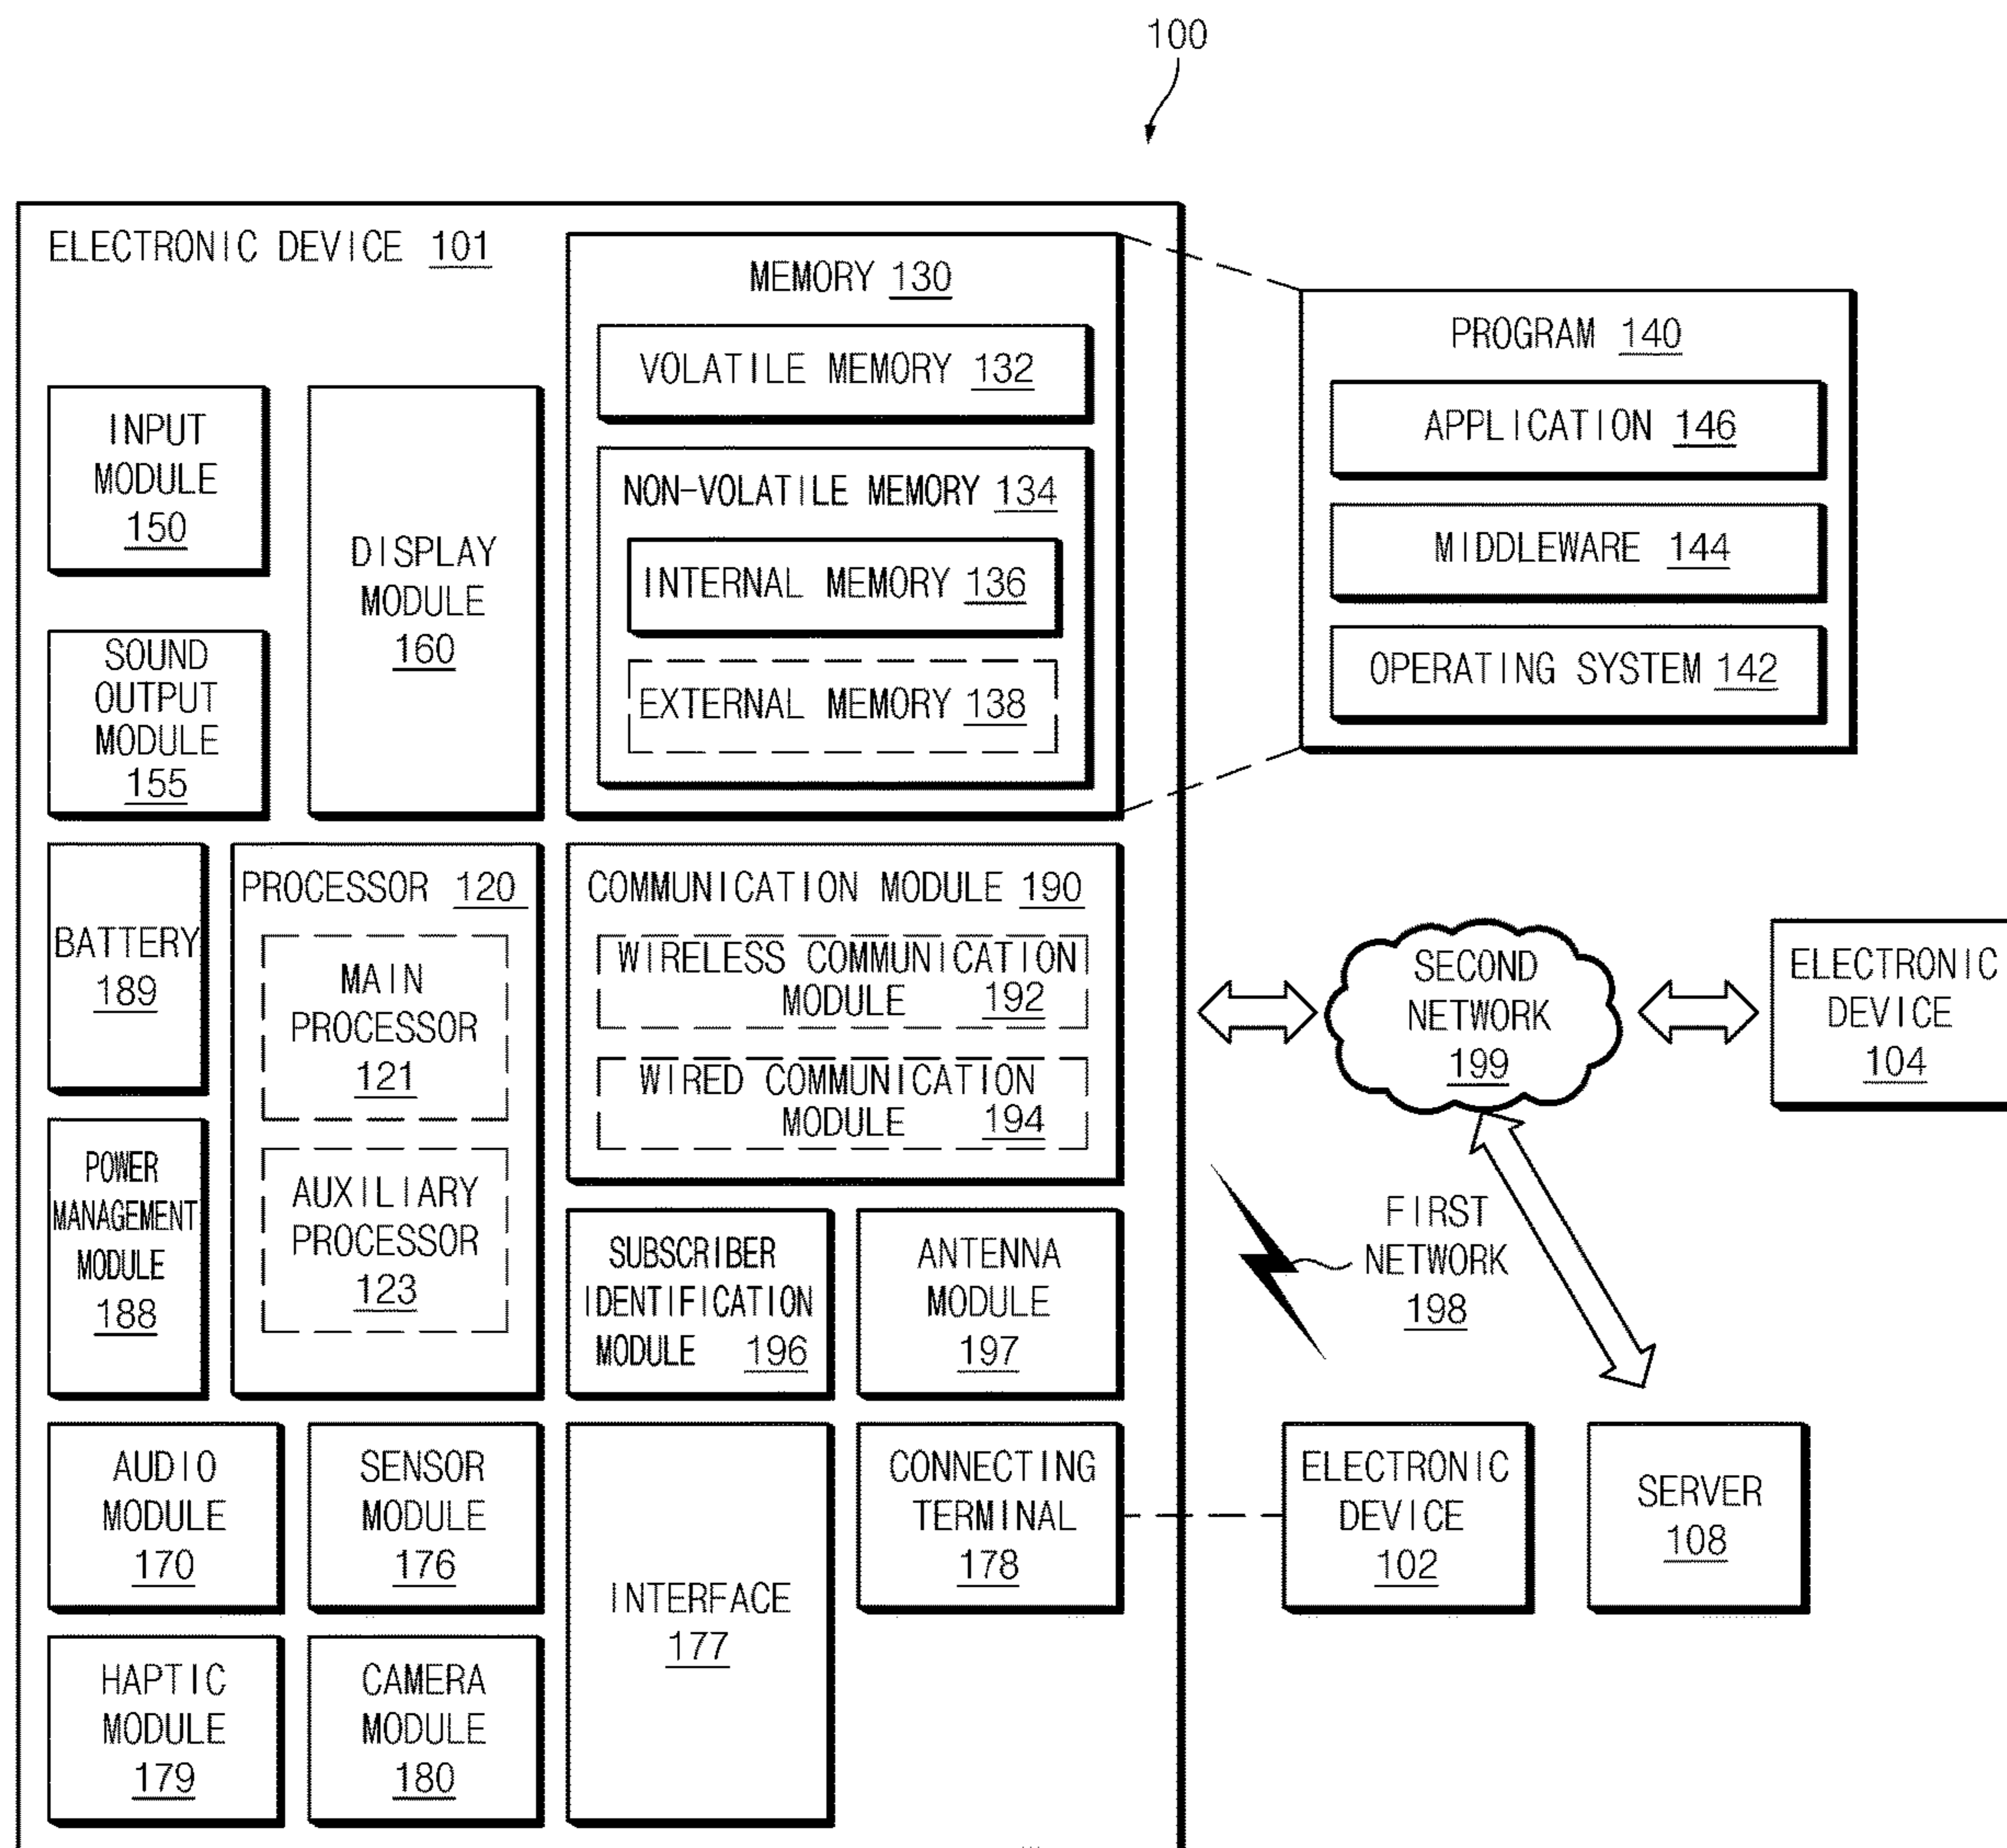 100
ELECTRONIC DEVICE 101
MEMORY 130
VOLATILE MEMORY 132
NON-VOLATILE MEMORY 134
INTERNAL MEMORY 136
EXTERNAL MEMORY 138
PROGRAM 140
APPLICATION 146
MIDDLEWARE 144
OPERATING SYSTEM 142
INPUT
MODULE
150
SOUND
OUTPUT
MODULE
155
DISPLAY
MODULE
160
BATTERY
189
POWER
MANAGEMENT
MODULE
188
PROCESSOR 120
MAIN
PROCESSOR
121
AUXILIARY
PROCESSOR
123
COMMUNICATION MODULE 190
WIRELESS COMMUNICATION
MODULE 192
WIRED COMMUNICATION
MODULE 194
SUBSCRIBER
IDENTIFICATION
MODULE 196
ANTENNA
MODULE
197
SECOND
NETWORK
199
ELECTRONIC
DEVICE
104
FIRST
NETWORK
198
AUDIO
MODULE
170
SENSOR
MODULE
176
INTERFACE
177
CONNECTING
TERMINAL
178
ELECTRONIC
DEVICE
102
SERVER
108
HAPTIC
MODULE
179
CAMERA
MODULE
180